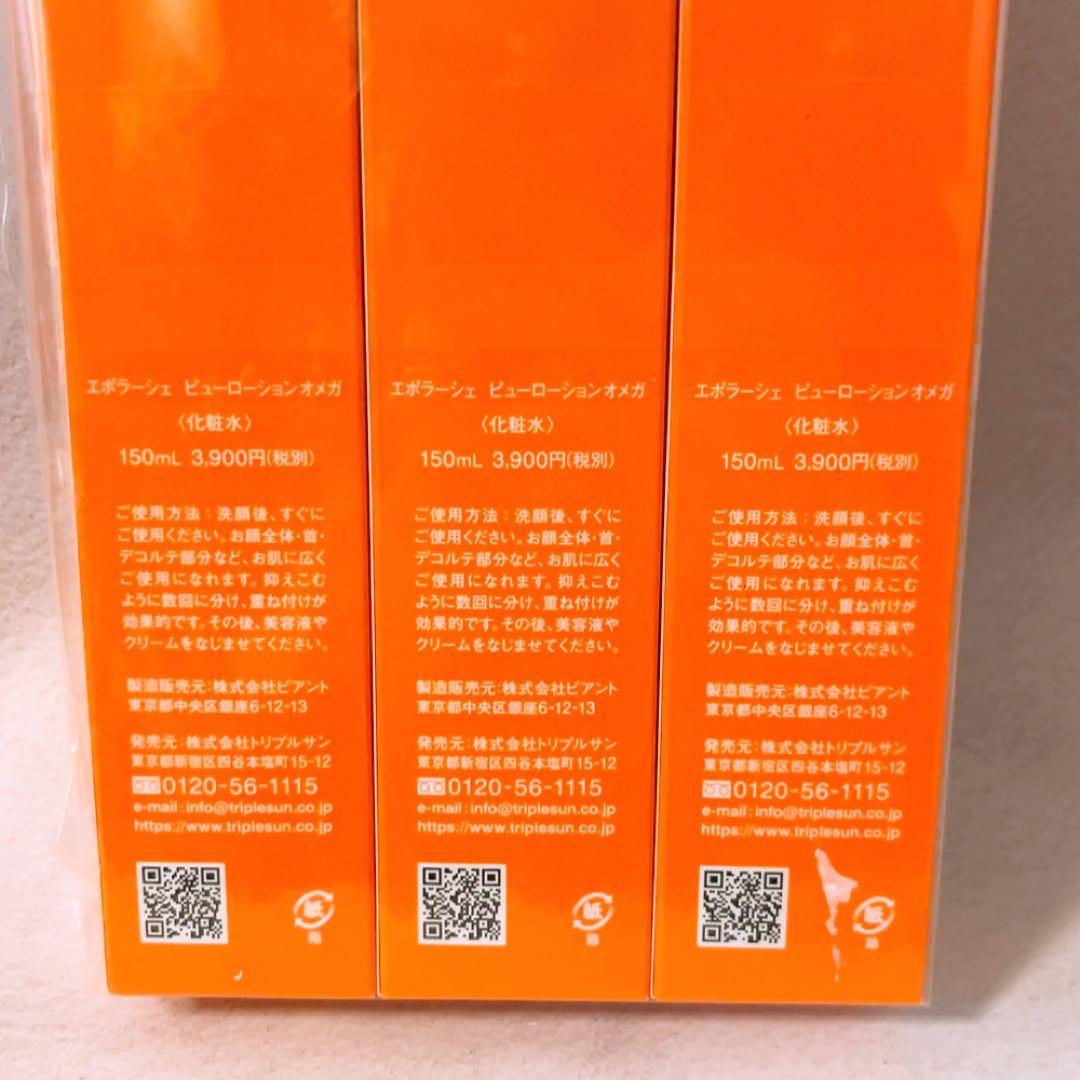 エポラーシェ ピューローションオメガ
〈化粧水〉
150mL 3,900円(税別)
ご使用方法：洗顔後、すぐに
ご使用ください。お顔全体・首・
デコルテ部分など、お肌に広く
ご使用になれます。抑えこむ
ように数回に分け、重ね付けが
効果的です。その後、美容液や
クリームをなじませてください。
製造販売元：株式会社ピアント
東京都中央区銀座6-12-13
発売元：株式会社トリプルサン
東京都新宿区四谷本塩町15-12
0120-56-1115
e-mail：info@triplesun.co.jp
https://www.triplesun.co.jp
紙
箱
エポラーシェ ピューローションオメガ
〈化粧水〉
150mL 3,900円(税別)
ご使用方法：洗顔後、すぐに
ご使用ください。お顔全体・首・
デコルテ部分など、お肌に広く
ご使用になれます。抑えこむ
ように数回に分け、重ね付けが
効果的です。その後、美容液や
クリームをなじませてください。
製造販売元：株式会社ピアント
東京都中央区銀座6-12-13
発売元：株式会社トリプルサン
東京都新宿区四谷本塩町15-12
0120-56-1115
e-mail：info@triplesun.co.jp
https://www.triplesun.co.jp
紙
箱
エポラーシェ ピューローションオメガ
〈化粧水〉
150mL 3,900円(税別)
ご使用方法：洗顔後、すぐに
ご使用ください。お顔全体・首・
デコルテ部分など、お肌に広く
ご使用になれます。抑えこむ
ように数回に分け、重ね付けが
効果的です。その後、美容液や
クリームをなじませてください。
製造販売元：株式会社ピアント
東京都中央区銀座6-12-13
発売元：株式会社トリプルサン
東京都新宿区四谷本塩町15-12
0120-56-1115
e-mail：info@triplesun.co.jp
https://www.triplesun.co.jp
紙
箱